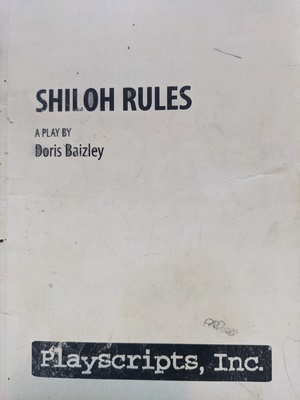 SHILOH RULES
A PLAY BY
Doris Baizley
Playscripts, Inc.